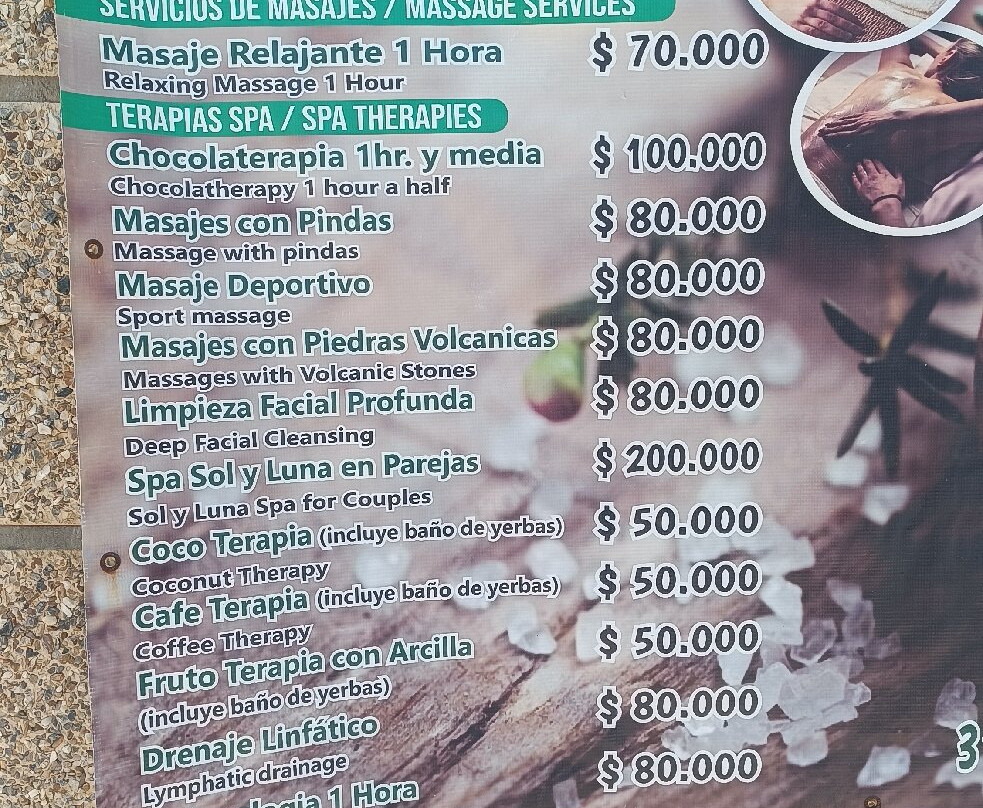 SERVICIOS DE MASAJES / MASSAGE SERVICES
Masaje Relajante 1 Hora $ 70.000
Relaxing Massage 1 Hour
TERAPIAS SPA / SPA THERAPIES
Chocolaterapia 1hr. y media $ 100.000
Chocolatherapy 1 hour a half
Masajes con Pindas $ 80.000
Massage with pindas
Masaje Deportivo $ 80.000
Sport massage
Masajes con Piedras Volcanicas $ 80.000
Massages with Volcanic Stones
Limpieza Facial Profunda $ 80.000
Deep Facial Cleansing
Spa Sol y Luna en Parejas $ 200.000
Sol y Luna Spa for Couples
Coco Terapia (incluye baño de yerbas) $ 50.000
Coconut Therapy
Cafe Terapia (incluye baño de yerbas) $ 50.000
Coffee Therapy
Fruto Terapia con Arcilla $ 50.000
(incluye baño de yerbas)
Drenaje Linfático $ 80.000
Lymphatic drainage
1 Hora $ 80.000
3